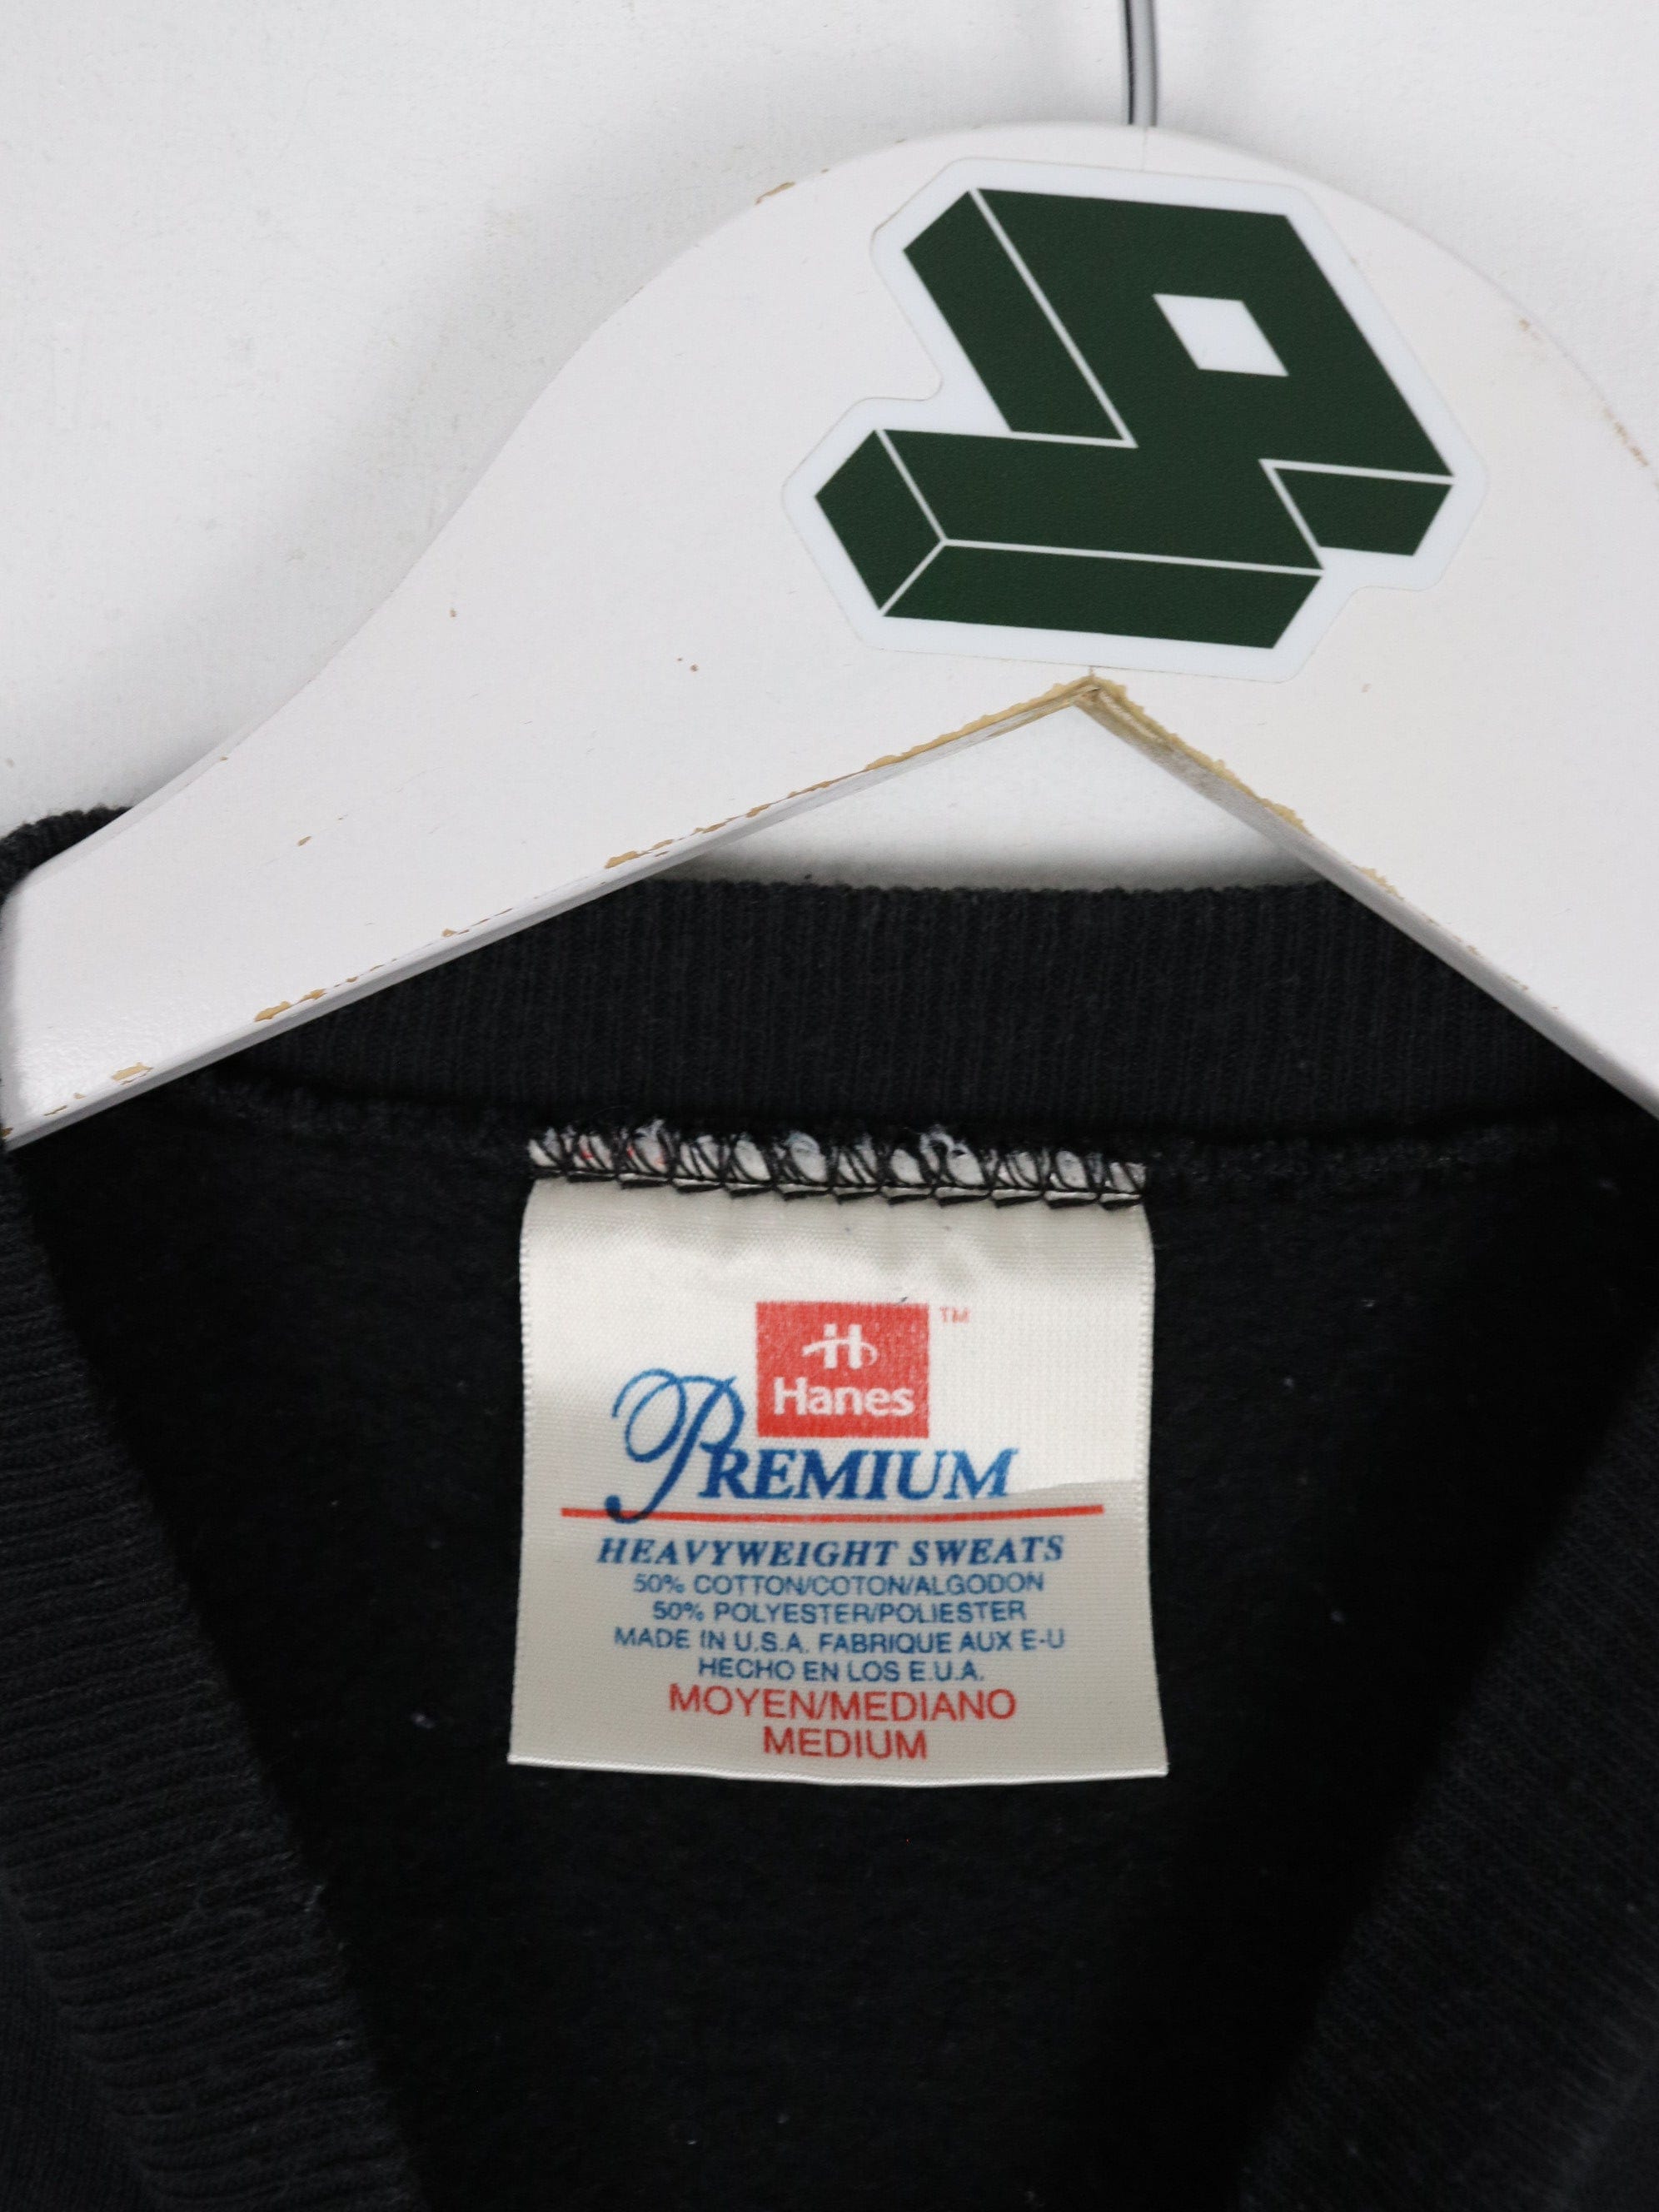 TM
H
Hanes
PREMIUM
HEAVYWEIGHT SWEATS
50% COTTON/COTON/ALGODON
50% POLYESTER/POLIESTER
MADE IN U.S.A. FABRIQUE AUX E-U
HECHO EN LOS E.U.A.
MOYEN/MEDIANO
MEDIUM